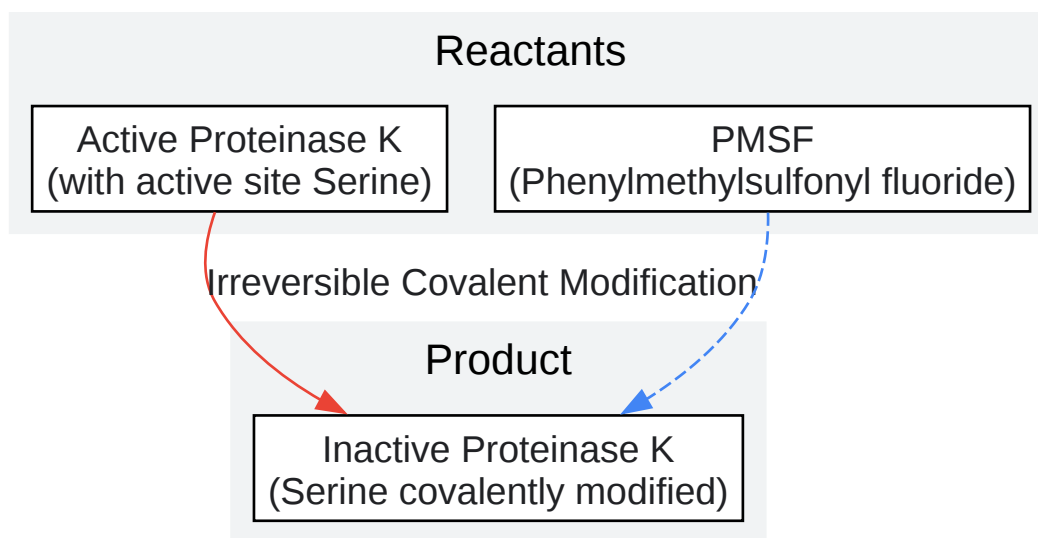 Reactants
Active Proteinase K
(with active site Serine)
PMSF
(Phenylmethylsulfonyl fluoride)
Irreversible Covalent Modification
Product
Inactive Proteinase K
(Serine covalently modified)